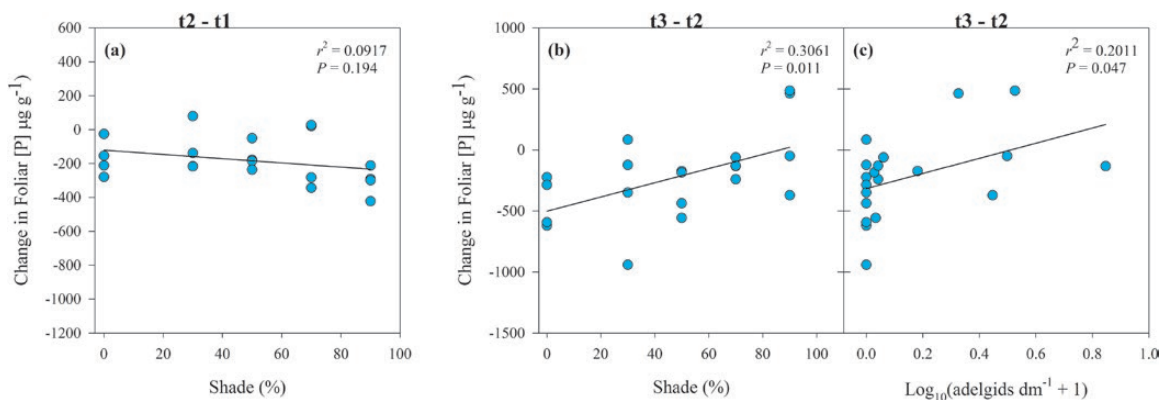 t2 - t1
t3 - t2
t3 - t2
(a)
r² = 0.0917
P = 0.194
600
400
200
0
-200
-400
-600
-800
-1000
-1200
Change in Foliar [P] µg g⁻¹
0 20 40 60 80 100
Shade (%)
(b)
r² = 0.3061
P = 0.011
1000
500
0
-500
-1000
-1500
Change in Foliar [P] µg g⁻¹
0 20 40 60 80
Shade (%)
(c)
r² = 0.2011
P = 0.047
0.0 0.2 0.4 0.6 0.8 1.0
Log₁₀(adelgids dm⁻¹ + 1)